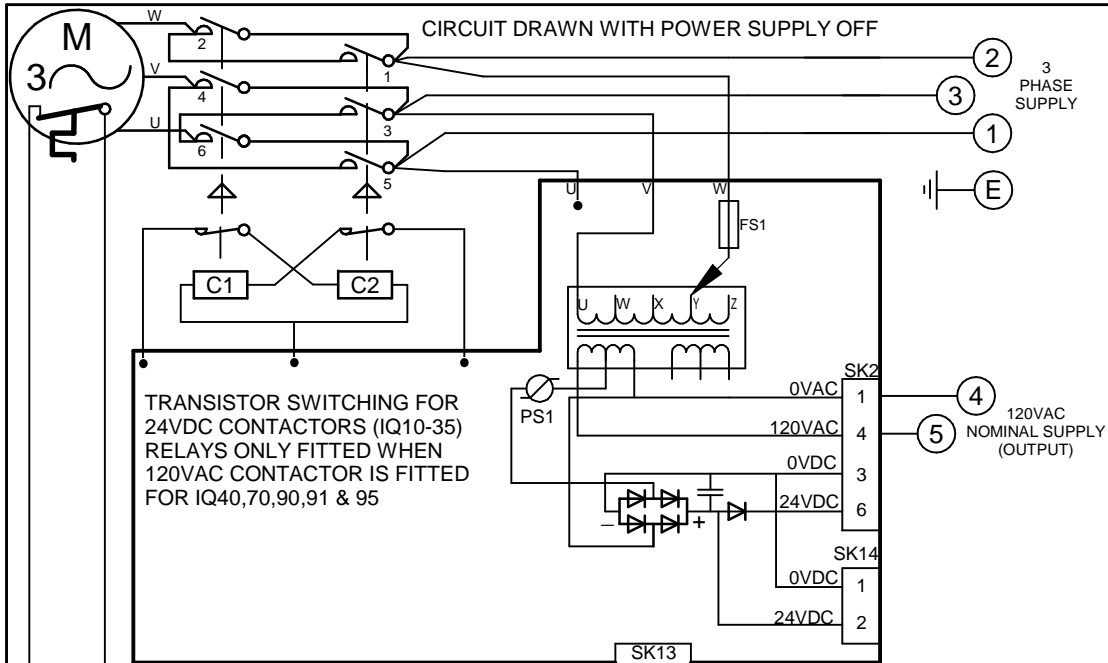 CIRCUIT DRAWN WITH POWER SUPPLY OFF
W
M
3
V
U
2
4
6
1
3
5
2
3
1
E
3
PHASE
SUPPLY
U
V
W
FS1
C1
C2
U
W
X
Y
Z
PS1
TRANSISTOR SWITCHING FOR
24VDC CONTACTORS (IQ10-35)
RELAYS ONLY FITTED WHEN
120VAC CONTACTOR IS FITTED
FOR IQ40,70,90,91 & 95
SK2
0VAC
1
120VAC
4
0VDC
3
24VDC
6
4
5
120VAC
NOMINAL SUPPLY
(OUTPUT)
–
+
SK14
0VDC
1
24VDC
2
SK13